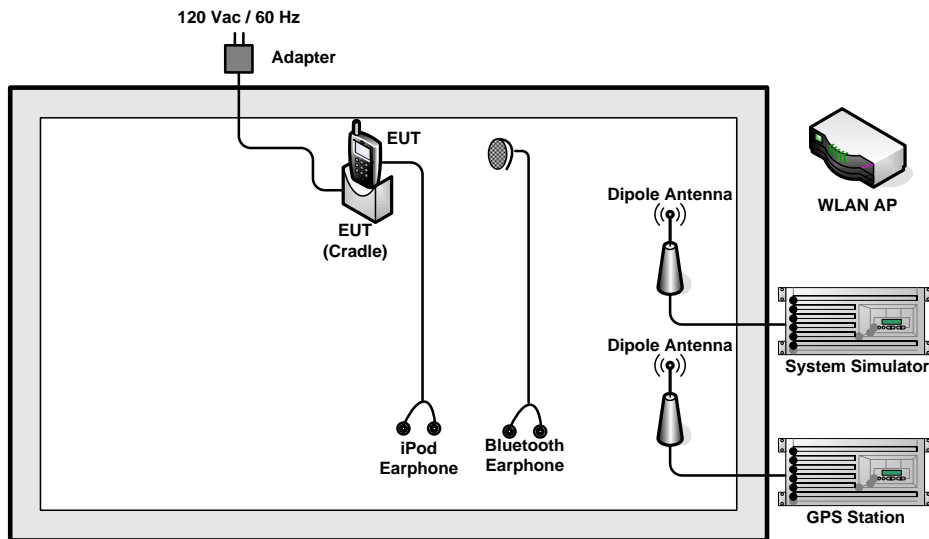 120 Vac / 60 Hz
Adapter
EUT
EUT
(Cradle)
Dipole Antenna
WLAN AP
System Simulator
Dipole Antenna
iPod
Earphone
Bluetooth
Earphone
GPS Station